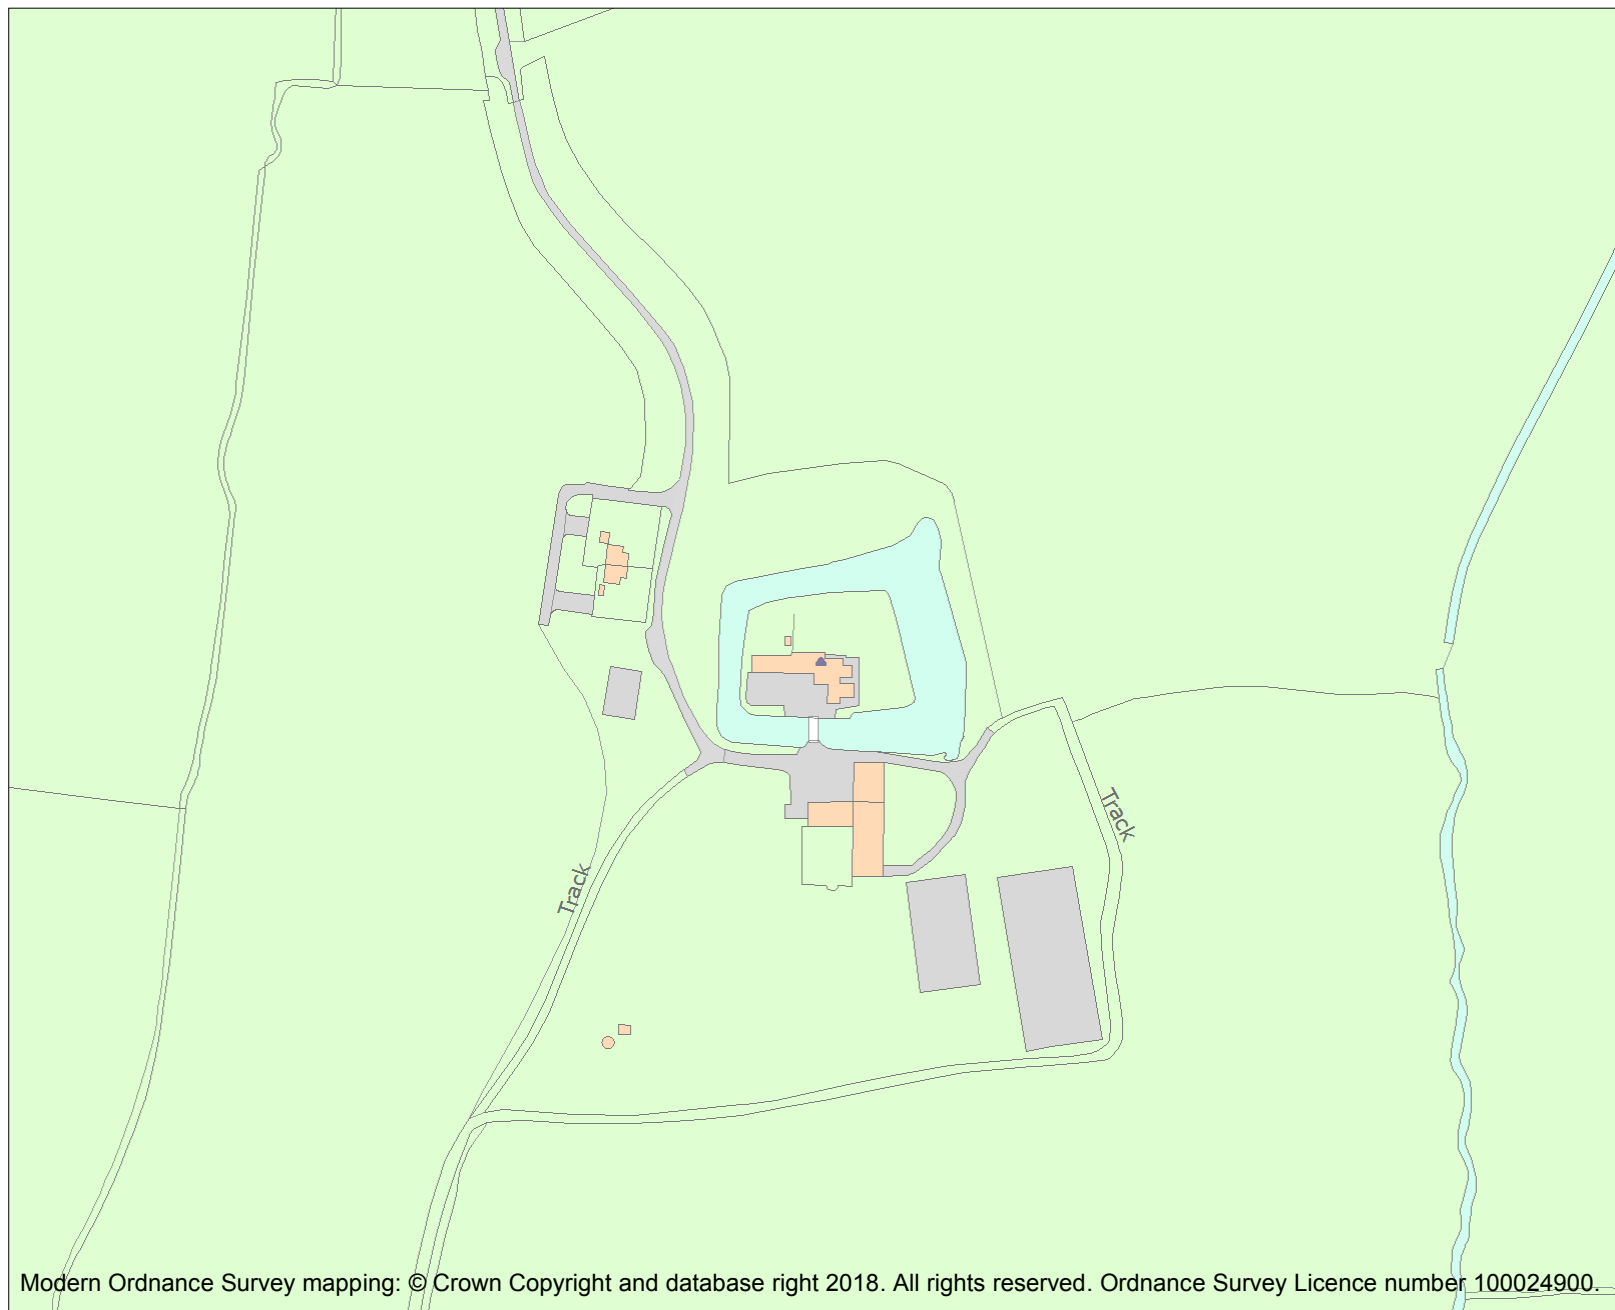 Track
Track
Modern Ordnance Survey mapping: © Crown Copyright and database right 2018. All rights reserved. Ordnance Survey Licence number 100024900.